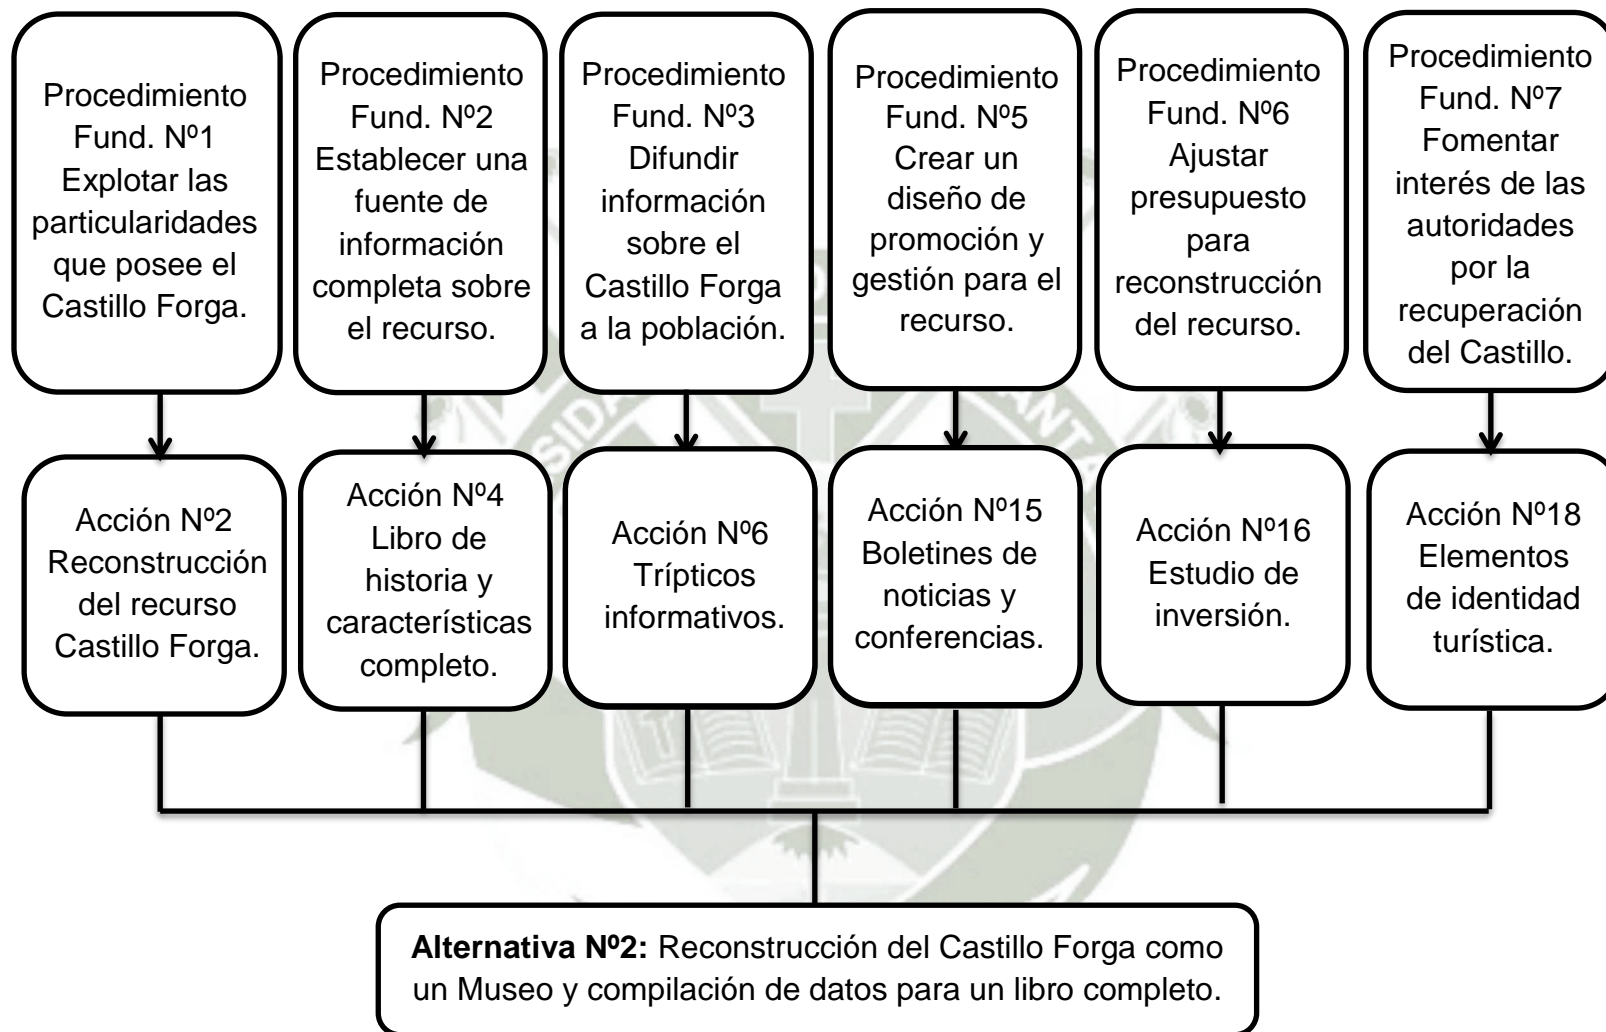 Procedimiento
Fund. Nº1
Explotar las
particularidades
que posee el
Castillo Forga.
Procedimiento
Fund. Nº2
Establecer una
fuente de
información
completa sobre
el recurso.
Procedimiento
Fund. Nº3
Difundir
información
sobre el
Castillo Forga
a la población.
Procedimiento
Fund. Nº5
Crear un
diseño de
promoción y
gestión para el
recurso.
Procedimiento
Fund. Nº6
Ajustar
presupuesto
para
reconstrucción
del recurso.
Procedimiento
Fund. Nº7
Fomentar
interés de las
autoridades
por la
recuperación
del Castillo.
Acción Nº2
Reconstrucción
del recurso
Castillo Forga.
Acción Nº4
Libro de
historia y
características
completo.
Acción Nº6
Trípticos
informativos.
Acción Nº15
Boletines de
noticias y
conferencias.
Acción Nº16
Estudio de
inversión.
Acción Nº18
Elementos
de identidad
turística.
Alternativa Nº2: Reconstrucción del Castillo Forga como
un Museo y compilación de datos para un libro completo.